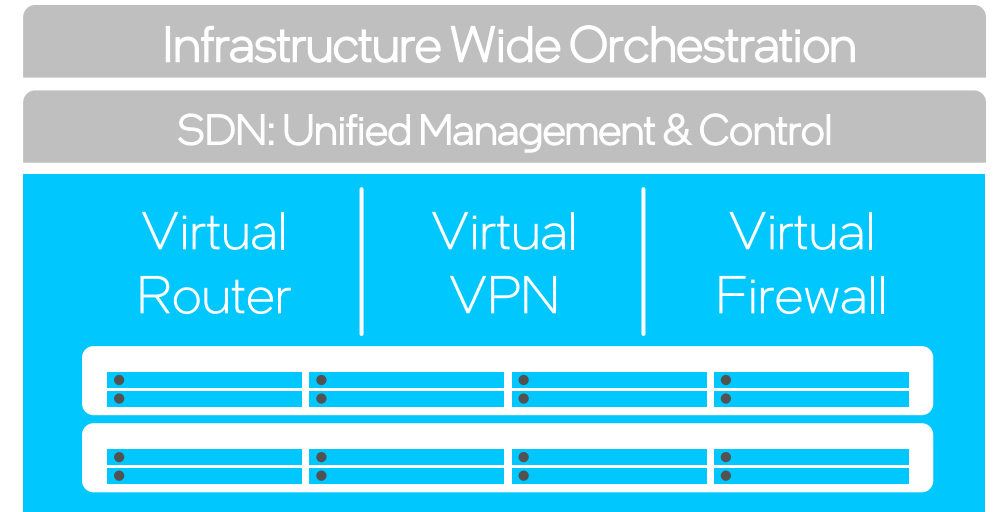 Infrastructure Wide Orchestration
SDN: Unified Management & Control
Virtual
Router
Virtual
VPN
Virtual
Firewall